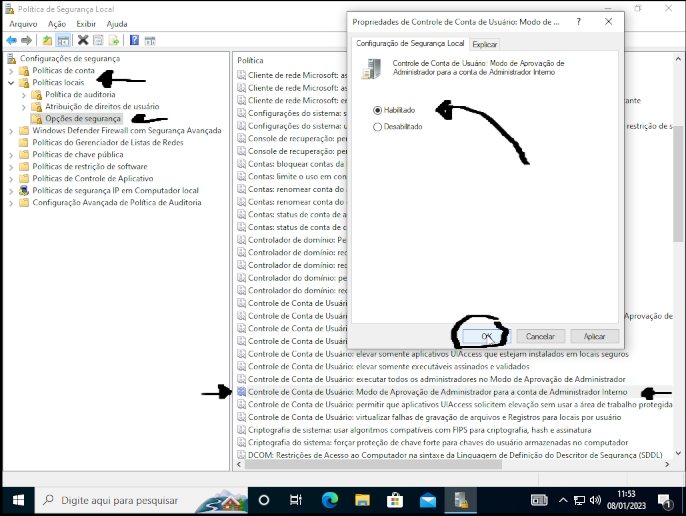 Política de Segurança Local
Arquivo Ação Exibir Ajuda
Configurações de segurança
Políticas de conta
Políticas locais
Política de auditoria
Atribuição de direitos de usuário
Opções de segurança
Windows Defender Firewall com Segurança Avançada
Políticas do Gerenciador de Listas de Redes
Políticas de chave pública
Políticas de restrição de software
Políticas de Controle de Aplicativo
Políticas de segurança IP em Computador local
Configuração Avançada de Política de Auditoria
Política
Cliente de rede Microsoft: as
Cliente de rede Microsoft: as
Cliente de rede Microsoft: en
Configurações do sistema: s
Configurações do sistema: u
restrição de s
Console de recuperação: per
Console de recuperação: per
Contas: bloquear contas da
Contas: limite o uso em con
Contas: renomear conta do
Contas: renomear conta do
Contas: status de conta de a
Contas: status de conta de c
Controlador de domínio: Pe
Controlador de domínio: rec
Controlador do domínio: pe
Controlador do domínio: rec
Controle de Conta de Usuári
Controle de Conta de Usuári
Aprovação de
Controle de Conta de Usuári
Controle de Conta de Usuário: elevar somente aplicativos UIAccess que estejam instalados em locais seguros
Controle de Conta de Usuário: elevar somente executáveis assinados e validados
Controle de Conta de Usuário: executar todos os administradores no Modo de Aprovação de Administrador
Controle de Conta de Usuário: Modo de Aprovação de Administrador para a conta de Administrador Interno
Controle de Conta de Usuário: permitir que aplicativos UIAccess solicitem elevação sem usar a área de trabalho protegida
Controle de Conta de Usuário: virtualizar falhas de gravação de arquivos e Registros para locais por usuário
Criptografia de sistema: usar algoritmos compatíveis com FIPS para criptografia, hash e assinatura
Criptografia do sistema: forçar proteção de chave forte para chaves do usuário armazenadas no computador
DCOM: Restrições de Acesso ao Computador na sintaxe da Linguagem de Definição do Descritor de Segurança (SDDL)
Propriedades de Controle de Conta de Usuário: Modo de ...
Configuração de Segurança Local Explicar
Controle de Conta de Usuário: Modo de Aprovação de
Administrador para a conta de Administrador Interno
Habilitado
Desabilitado
OK Cancelar Aplicar
Digite aqui para pesquisar
11:53
08/01/2023
1